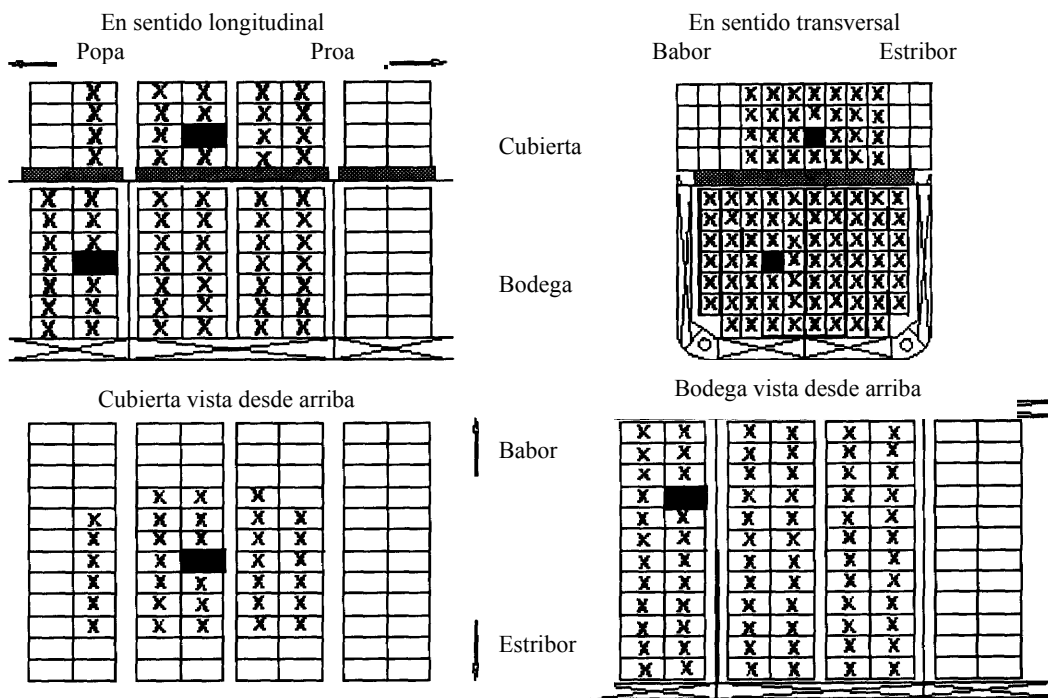 En sentido longitudinal
Popa Proa
En sentido transversal
Babor Estribor
Cubierta
Bodega
Cubierta vista desde arriba
Babor
Estribor
Bodega vista desde arriba